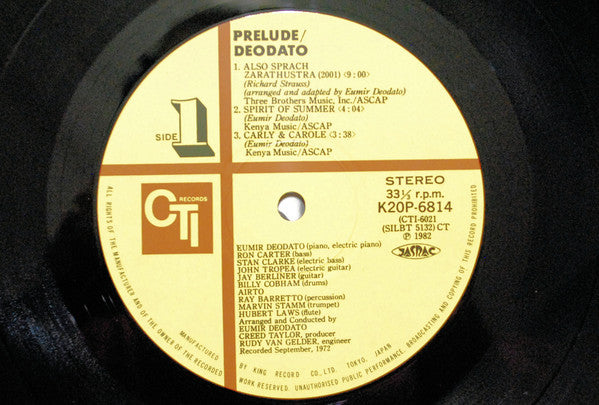 PRELUDE/
DEODATO
1. ALSO SPRACH
ZARATHUSTRA (2001) <9:00>
(Richard Strauss)
(arranged and adapted by Eumir Deodato)
Three Brothers Music, Inc./ASCAP
2. SPIRIT OF SUMMER <4:04>
(Eumir Deodato)
Kenya Music/ASCAP
3. CARLY & CAROLE <3:38>
(Eumir Deodato)
Kenya Music/ASCAP
SIDE 1
CTI RECORDS
STEREO
33⅓ r.p.m.
K20P-6814
(CTI-6021
(SILBT 5132) CT
Ⓟ 1982
JASRAC
EUMIR DEODATO (piano, electric piano)
RON CARTER (bass)
STAN CLARKE (electric bass)
JOHN TROPEA (electric guitar)
JAY BERLINER (guitar)
BILLY COBHAM (drums)
AIRTO
RAY BARRETTO (percussion)
MARVIN STAMM (trumpet)
HUBERT LAWS (flute)
Arranged and Conducted by
EUMIR DEODATO
CREED TAYLOR, producer
RUDY VAN GELDER, engineer
Recorded September, 1972
MANUFACTURED BY KING RECORD CO., LTD. TOKYO, JAPAN
ALL RIGHTS OF THE MANUFACTURER AND OF THE OWNER OF THE RECORDED WORK RESERVED. UNAUTHORISED PUBLIC PERFORMANCE, BROADCASTING AND COPYING OF THIS RECORD PROHIBITED